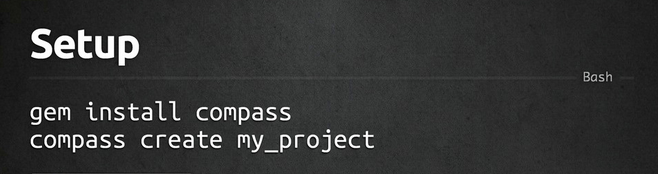 Setup
Bash
gem install compass
compass create my_project